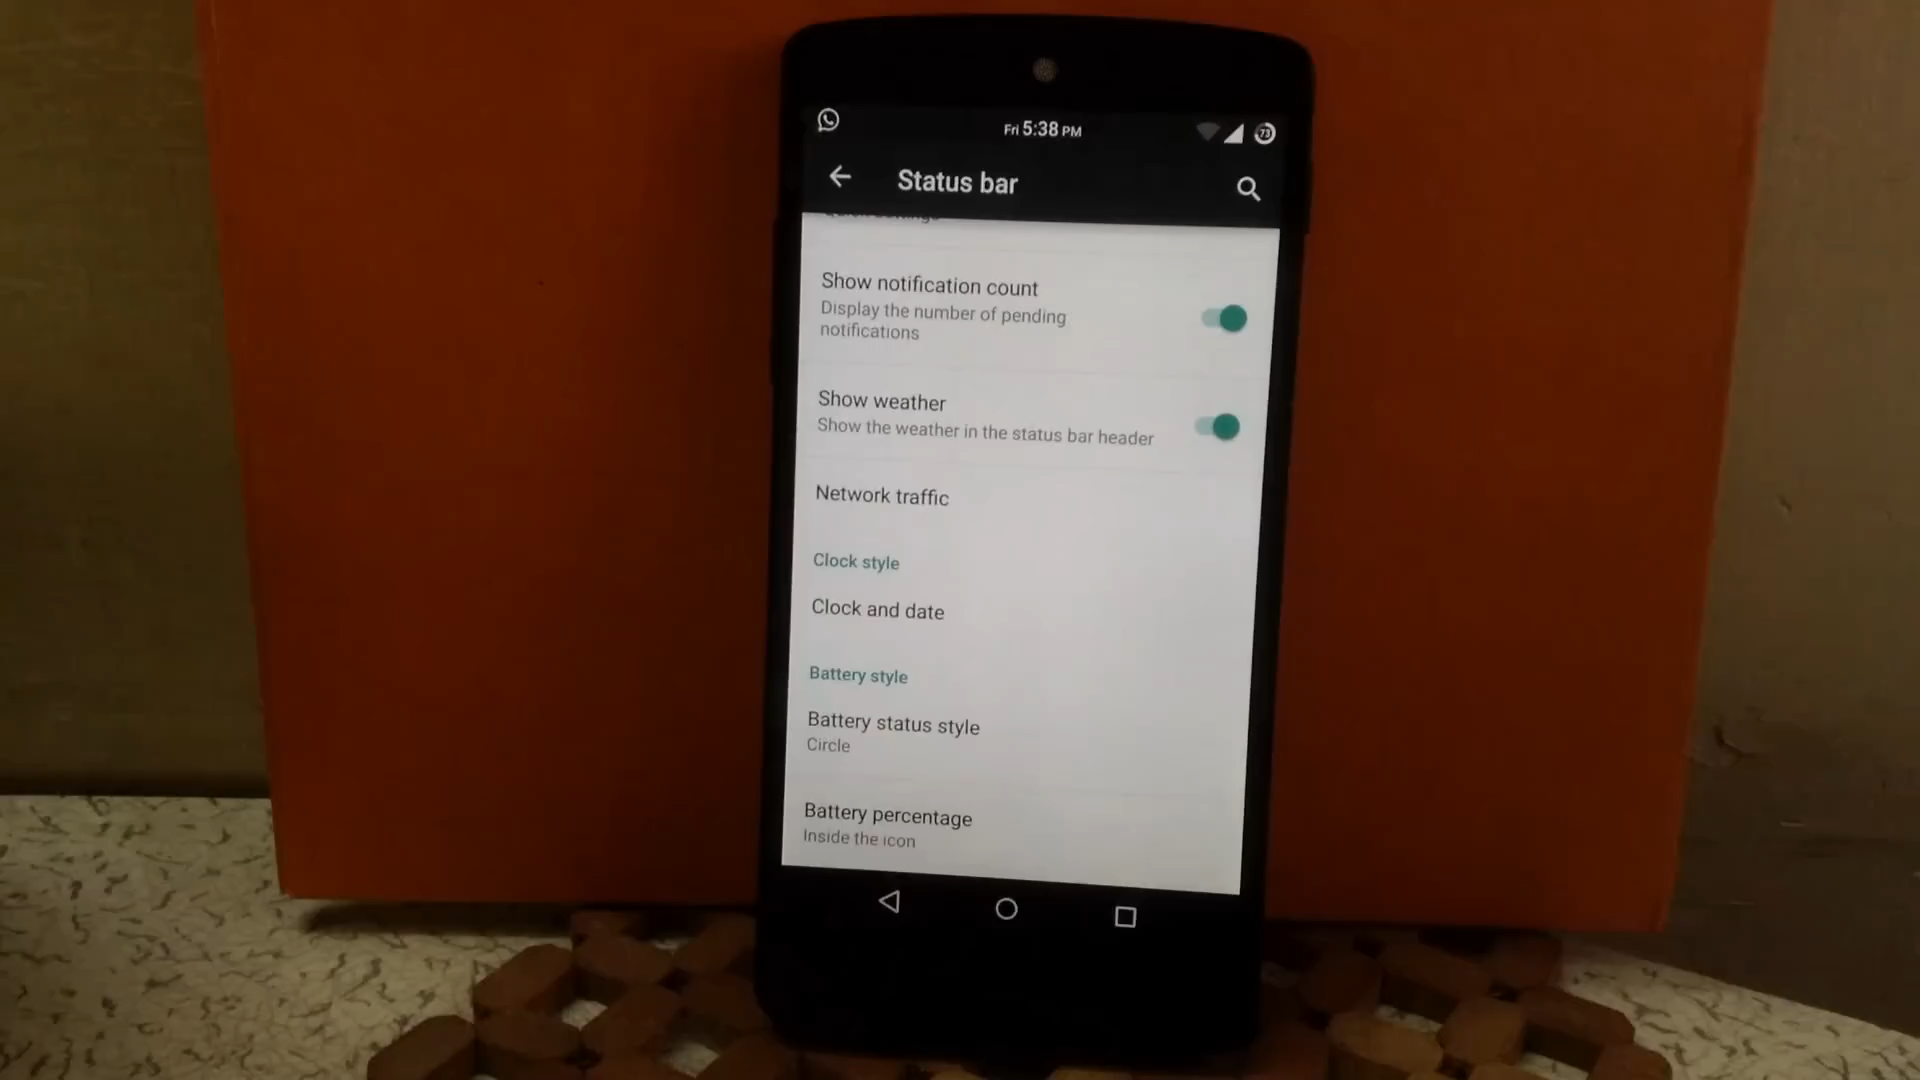 Fri 5:38 PM
73
Status bar
Show notification count
Display the number of pending
notifications
Show weather
Show the weather in the status bar header
Network traffic
Clock style
Clock and date
Battery style
Battery status style
Circle
Battery percentage
Inside the icon